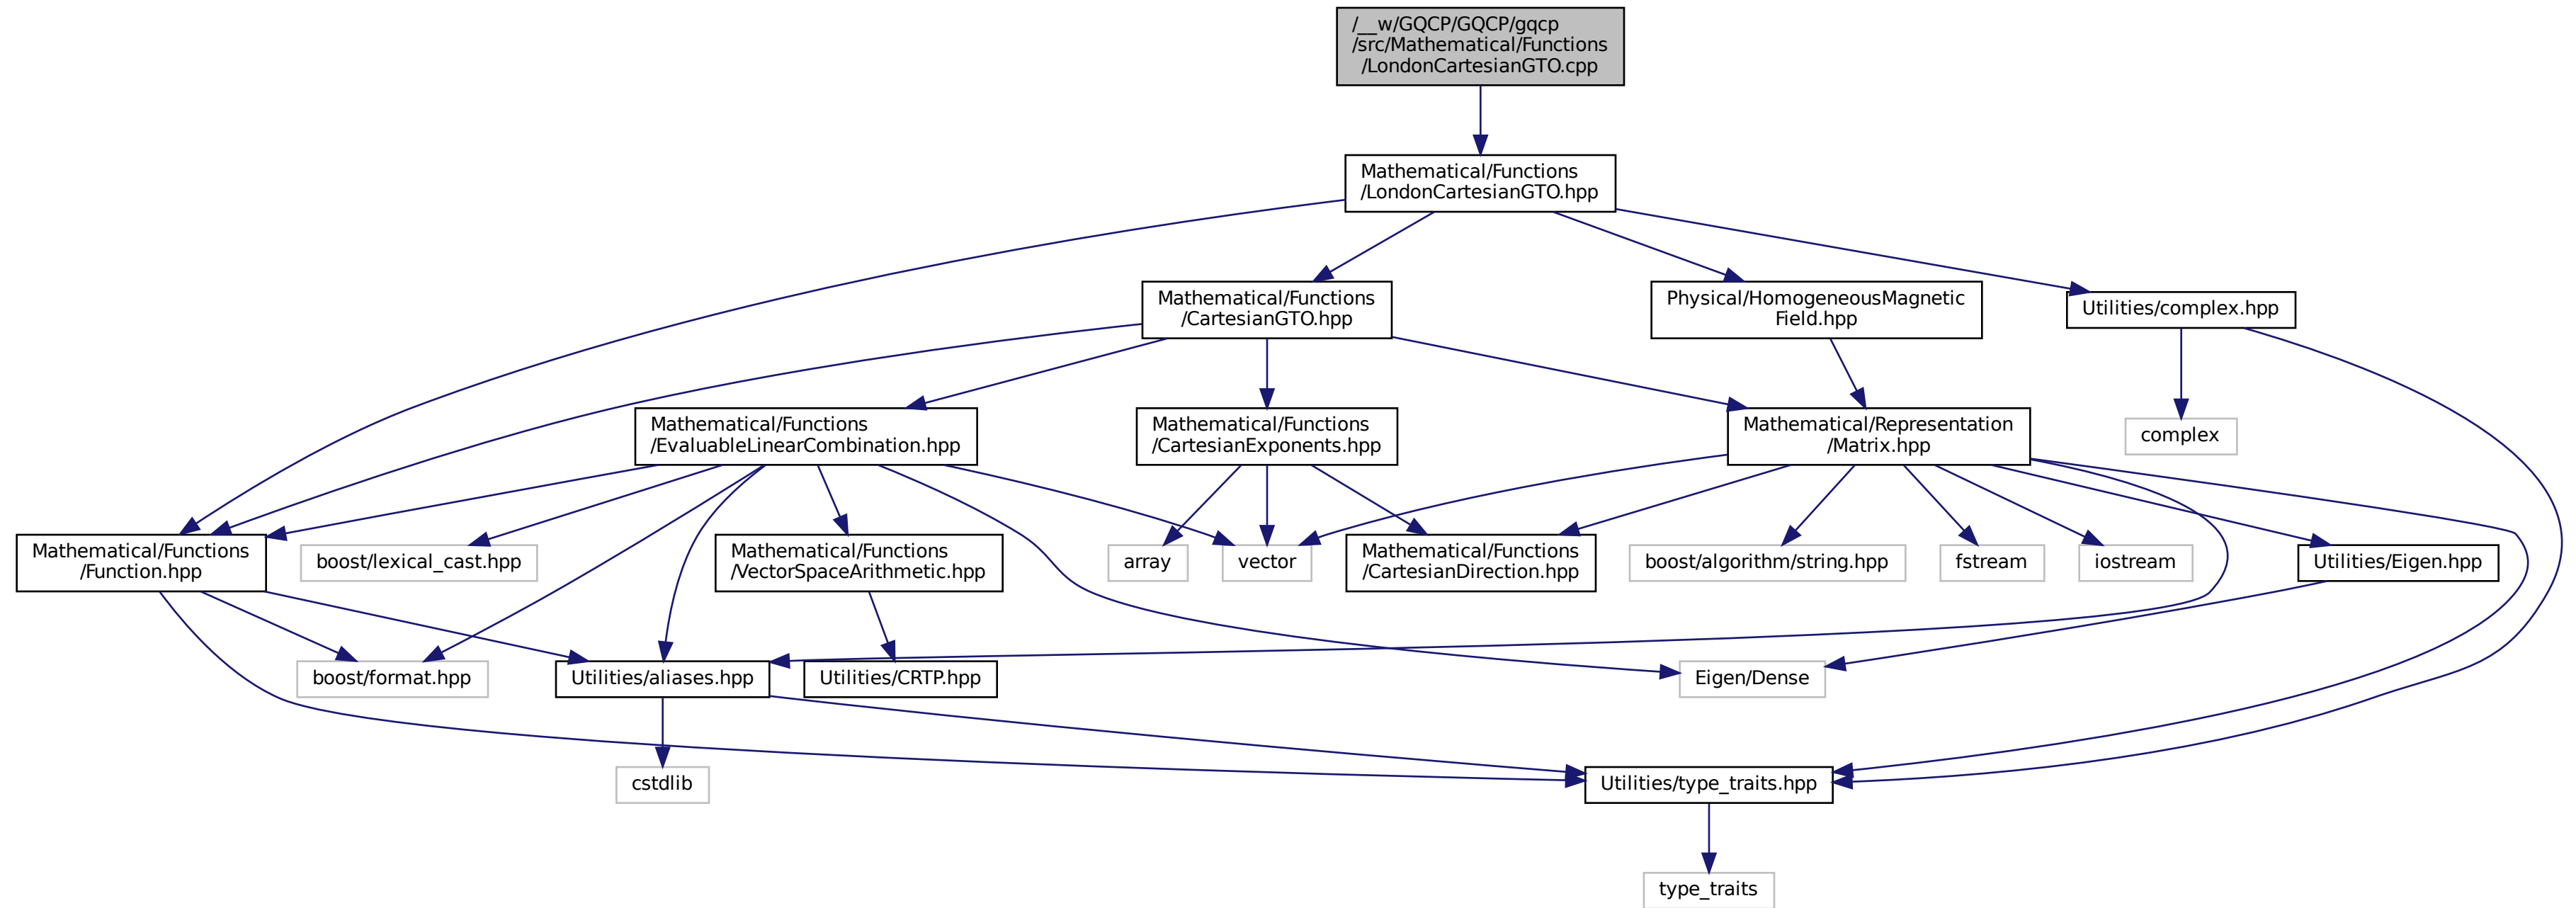 /__w/GQCP/GQCP/gqcp
/src/Mathematical/Functions
/LondonCartesianGTO.cpp
Mathematical/Functions
/LondonCartesianGTO.hpp
Mathematical/Functions
/CartesianGTO.hpp
Physical/HomogeneousMagnetic
Field.hpp
Utilities/complex.hpp
Mathematical/Functions
/EvaluableLinearCombination.hpp
Mathematical/Functions
/CartesianExponents.hpp
Mathematical/Representation
/Matrix.hpp
complex
Mathematical/Functions
/Function.hpp
boost/lexical_cast.hpp
Mathematical/Functions
/VectorSpaceArithmetic.hpp
array
vector
Mathematical/Functions
/CartesianDirection.hpp
boost/algorithm/string.hpp
fstream
iostream
Utilities/Eigen.hpp
boost/format.hpp
Utilities/aliases.hpp
Utilities/CRTP.hpp
Eigen/Dense
cstdlib
Utilities/type_traits.hpp
type_traits